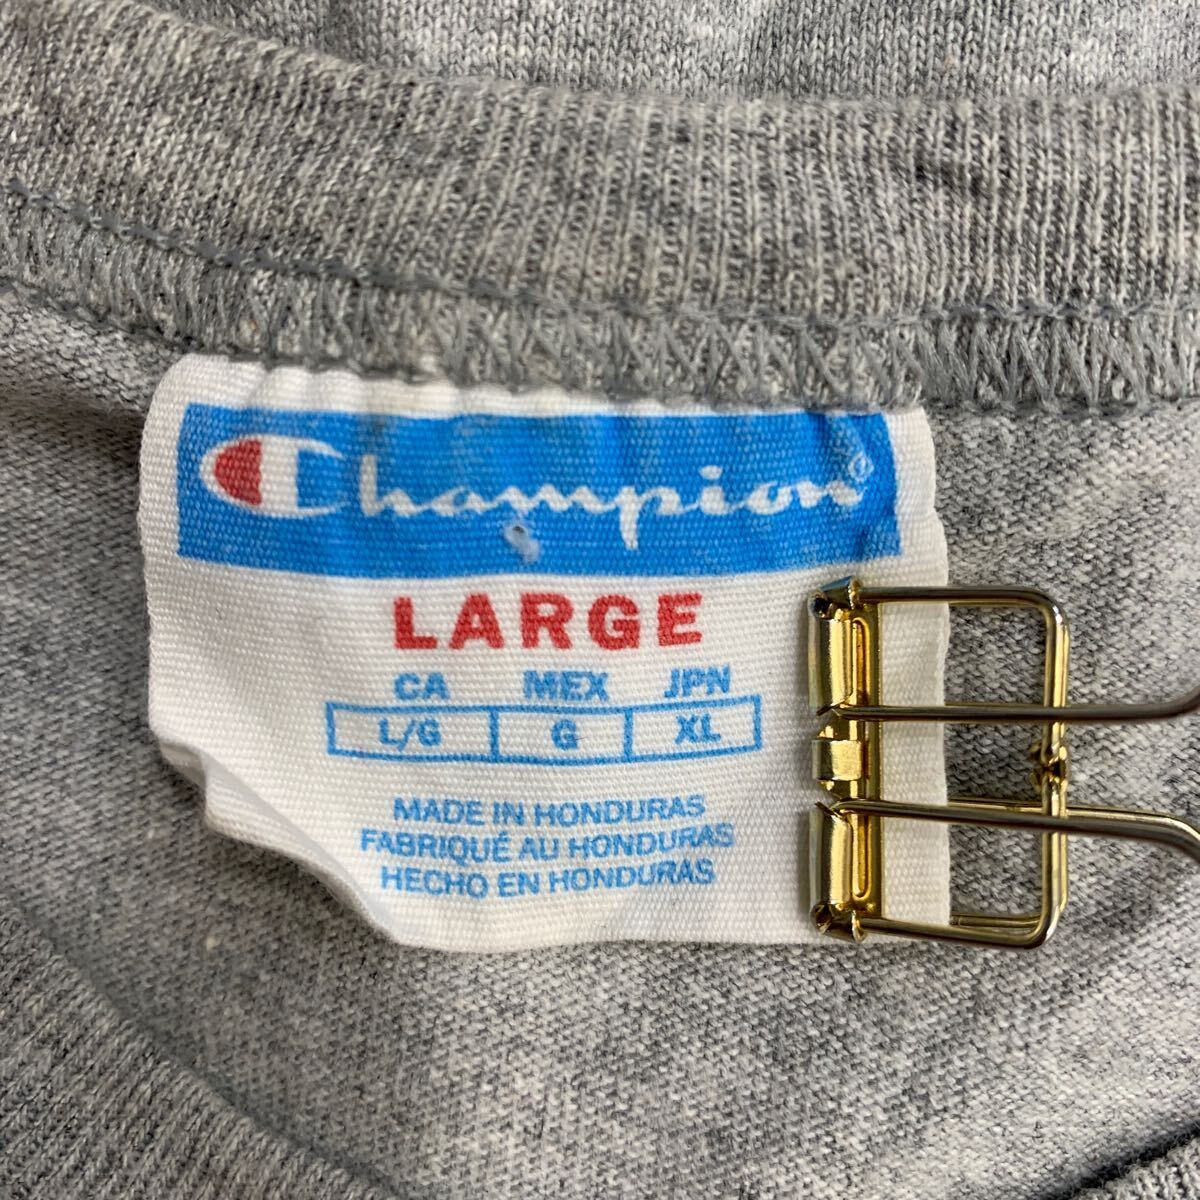 Champion®
LARGE
CA MEX JPN
L/G G XL
MADE IN HONDURAS
FABRIQUÉ AU HONDURAS
HECHO EN HONDURAS